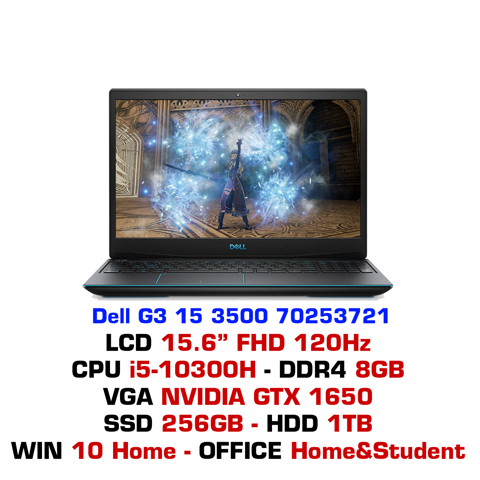 DELL
Dell G3 15 3500 70253721
LCD 15.6” FHD 120Hz
CPU i5-10300H - DDR4 8GB
VGA NVIDIA GTX 1650
SSD 256GB - HDD 1TB
WIN 10 Home - OFFICE Home&Student